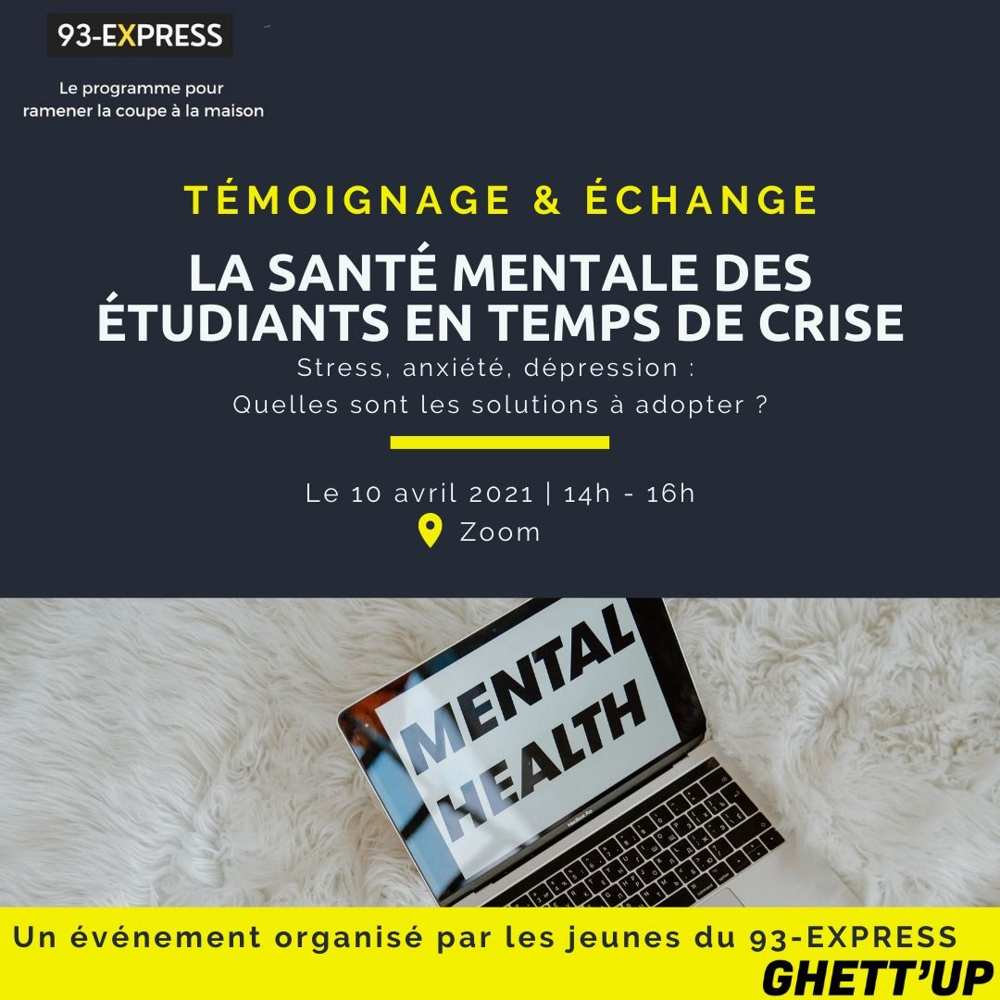 93-EXPRESS
Le programme pour
ramener la coupe à la maison
TÉMOIGNAGE & ÉCHANGE
LA SANTÉ MENTALE DES
ÉTUDIANTS EN TEMPS DE CRISE
Stress, anxiété, dépression :
Quelles sont les solutions à adopter ?
Le 10 avril 2021 | 14h - 16h
Zoom
MENTAL
HEALTH
MacBook Pro
Un événement organisé par les jeunes du 93-EXPRESS
GHETT'UP